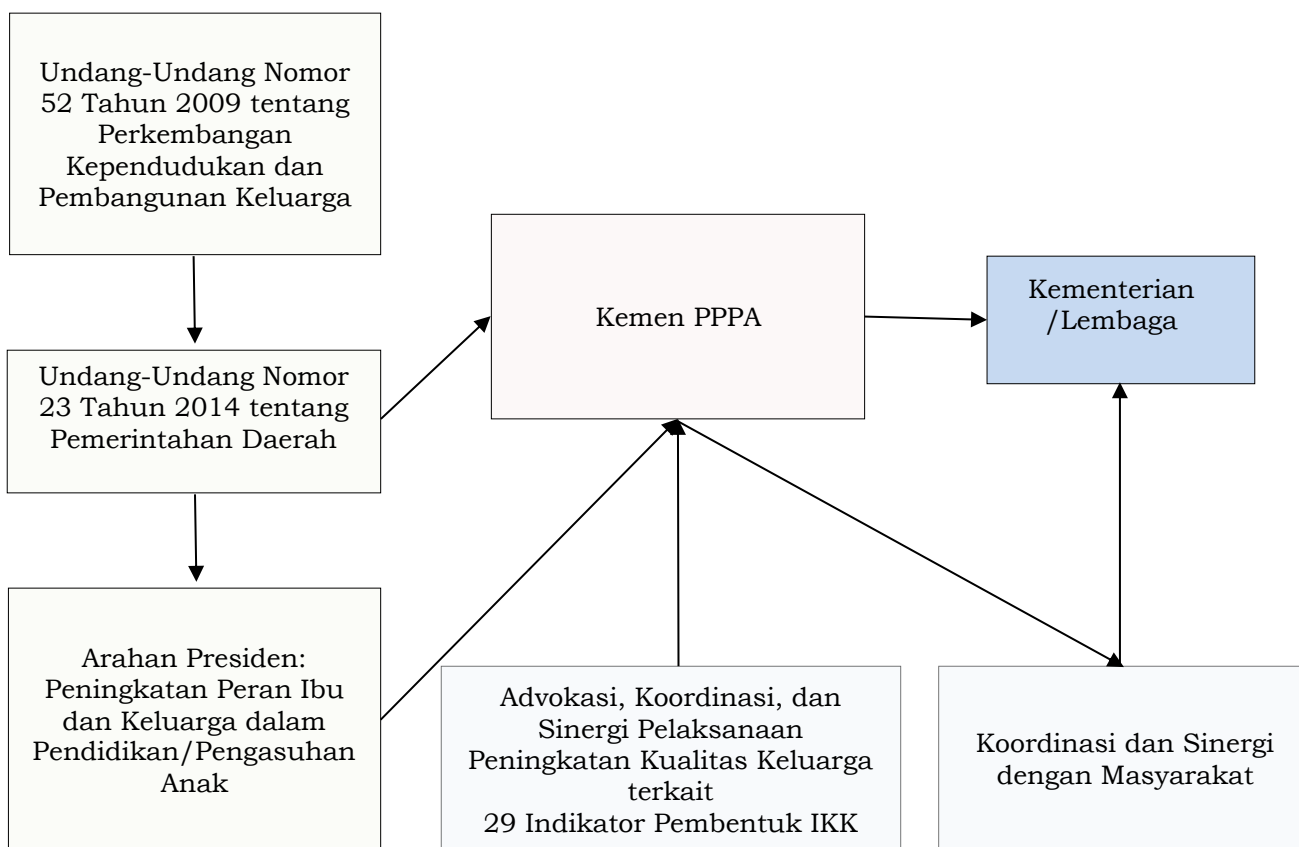 Undang-Undang Nomor
52 Tahun 2009 tentang
Perkembangan
Kependudukan dan
Pembangunan Keluarga
Kemen PPPA
Kementerian
/Lembaga
Undang-Undang Nomor
23 Tahun 2014 tentang
Pemerintahan Daerah
Arahan Presiden:
Peningkatan Peran Ibu
dan Keluarga dalam
Pendidikan/Pengasuhan
Anak
Advokasi, Koordinasi, dan
Sinergi Pelaksanaan
Peningkatan Kualitas Keluarga
terkait
29 Indikator Pembentuk IKK
Koordinasi dan Sinergi
dengan Masyarakat